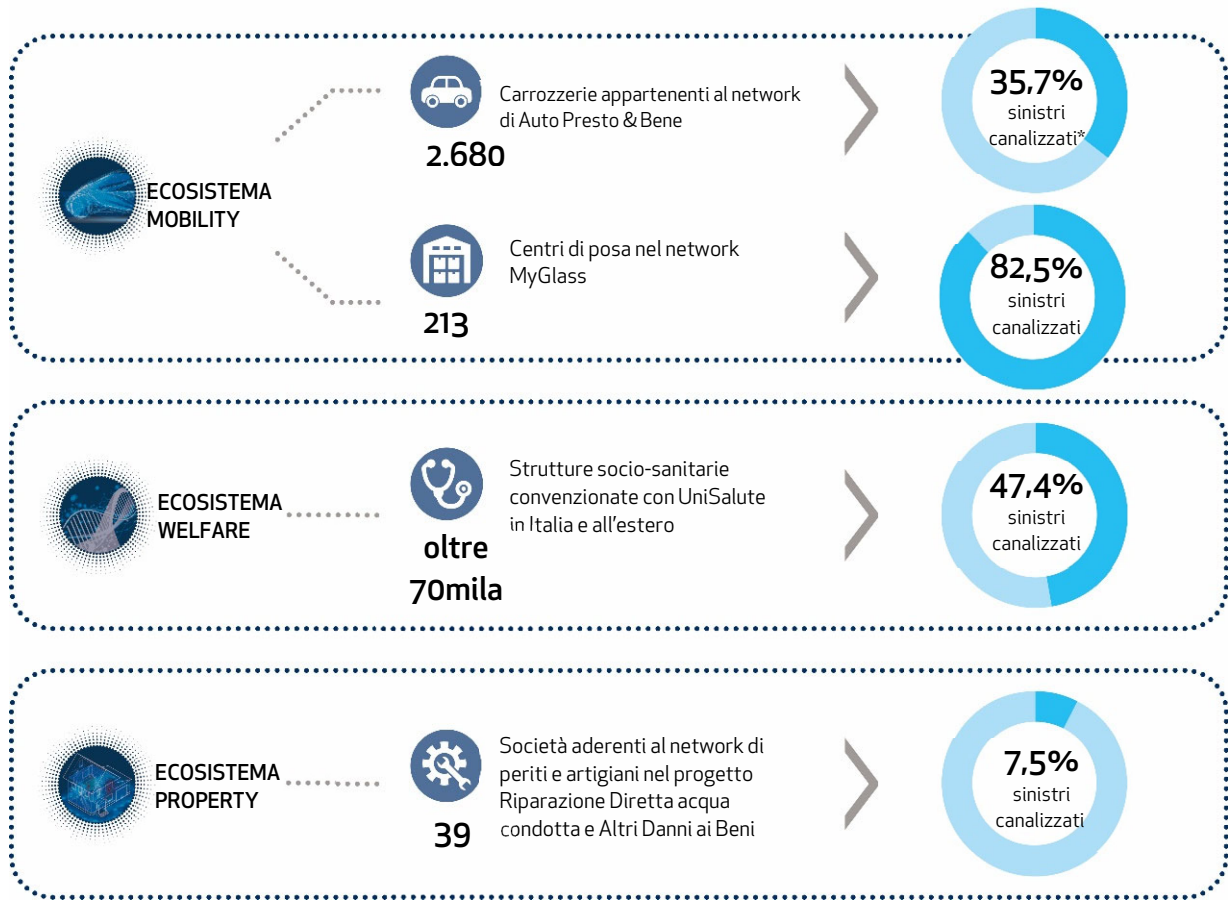 ECOSISTEMA
MOBILITY
Carrozzerie appartenenti al network
di Auto Presto & Bene
2.680
35,7%
sinistri
canalizzati*
Centri di posa nel network
MyGlass
213
82,5%
sinistri
canalizzati
ECOSISTEMA
WELFARE
Strutture socio-sanitarie
convenzionate con UniSalute
in Italia e all'estero
oltre
70mila
47,4%
sinistri
canalizzati
ECOSISTEMA
PROPERTY
Società aderenti al network di
periti e artigiani nel progetto
Riparazione Diretta acqua
condotta e Altri Danni ai Beni
39
7,5%
sinistri
canalizzati